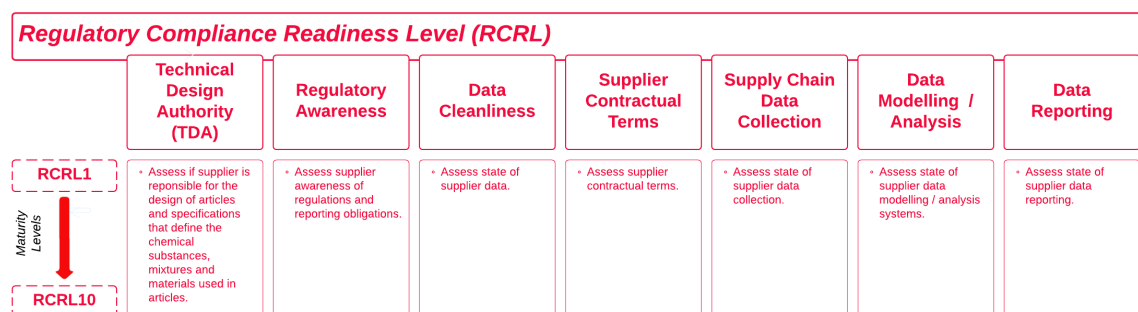 Regulatory Compliance Readiness Level (RCRL)
Technical
Design
Authority
(TDA)
Regulatory
Awareness
Data
Cleanliness
Supplier
Contractual
Terms
Supply Chain
Data
Collection
Data
Modelling /
Analysis
Data
Reporting
RCRL1
Maturity
Levels
RCRL10
◦ Assess if supplier is
reponsible for the
design of articles
and specifications
that define the
chemical
substances,
mixtures and
materials used in
articles.
◦ Assess supplier
awareness of
regulations and
reporting obligations.
◦ Assess state of
supplier data.
◦ Assess supplier
contractual terms.
◦ Assess state of
supplier data
collection.
◦ Assess state of
supplier data
modelling / analysis
systems.
◦ Assess state of
supplier data
reporting.